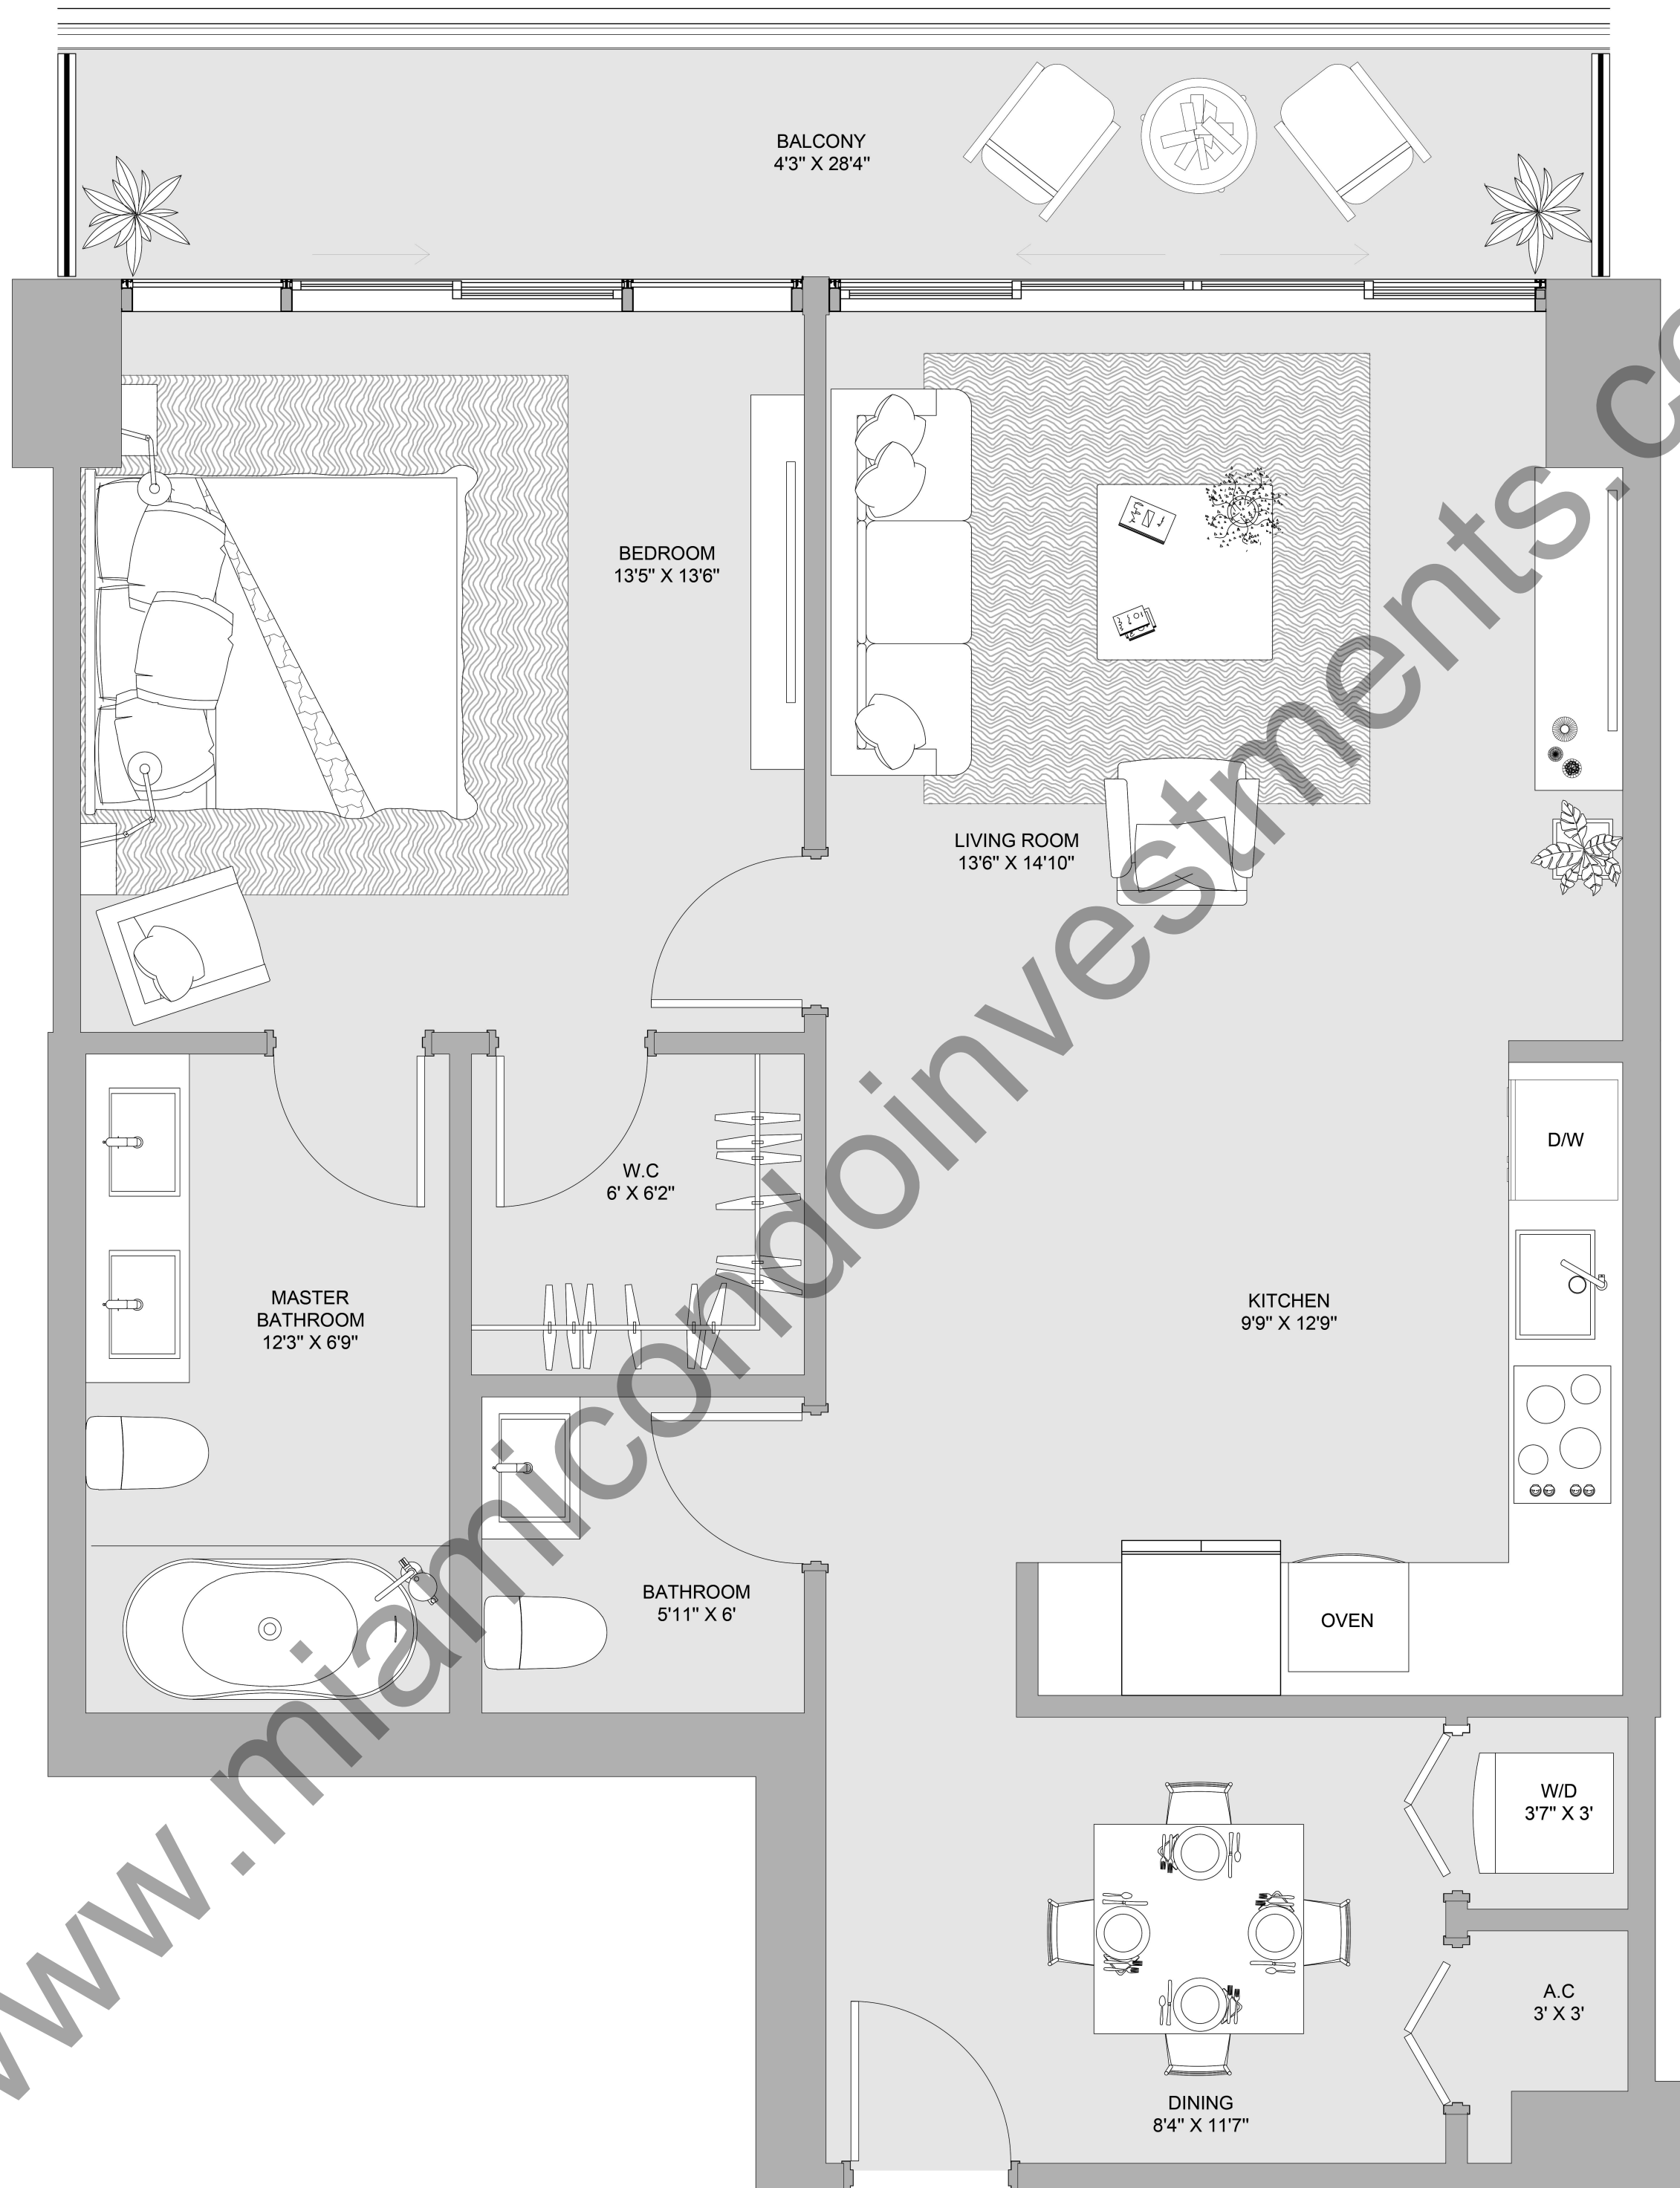 BALCONY
4'3" X 28'4"
BEDROOM
13'5" X 13'6"
LIVING ROOM
13'6" X 14'10"
D/W
W.C
6' X 6'2"
MASTER
BATHROOM
12'3" X 6'9"
KITCHEN
9'9" X 12'9"
BATHROOM
5'11" X 6'
OVEN
W/D
3'7" X 3'
A.C
3' X 3'
DINING
8'4" X 11'7"
www.miamicondoinvestments.co